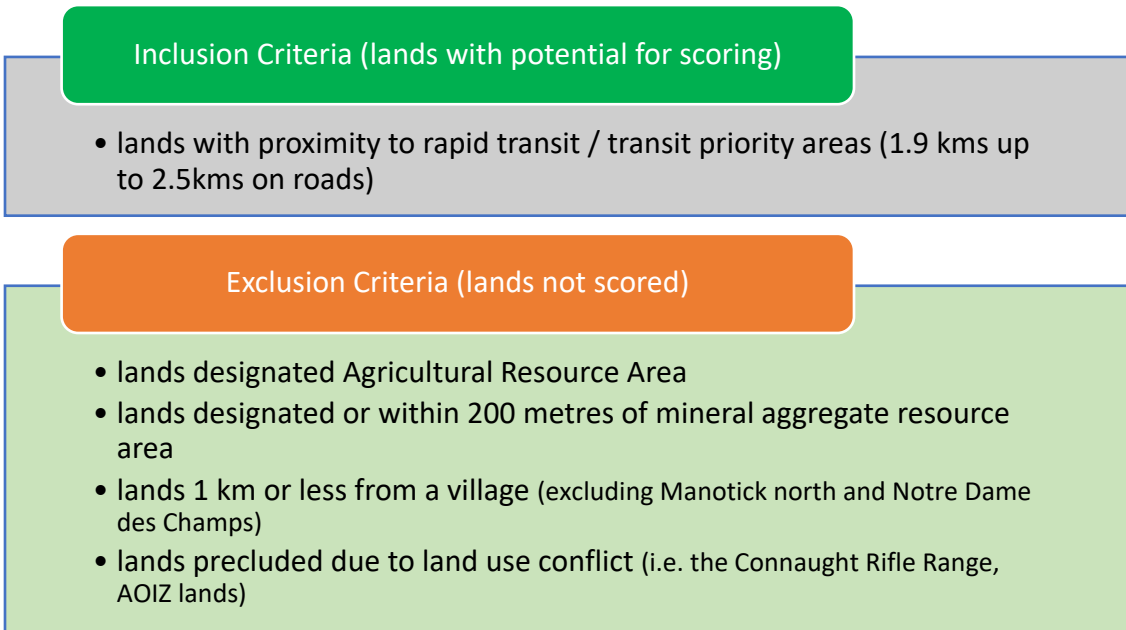 Inclusion Criteria (lands with potential for scoring)
• lands with proximity to rapid transit / transit priority areas (1.9 kms up
to 2.5kms on roads)
Exclusion Criteria (lands not scored)
• lands designated Agricultural Resource Area
• lands designated or within 200 metres of mineral aggregate resource
area
• lands 1 km or less from a village (excluding Manotick north and Notre Dame
des Champs)
• lands precluded due to land use conflict (i.e. the Connaught Rifle Range,
AOIZ lands)